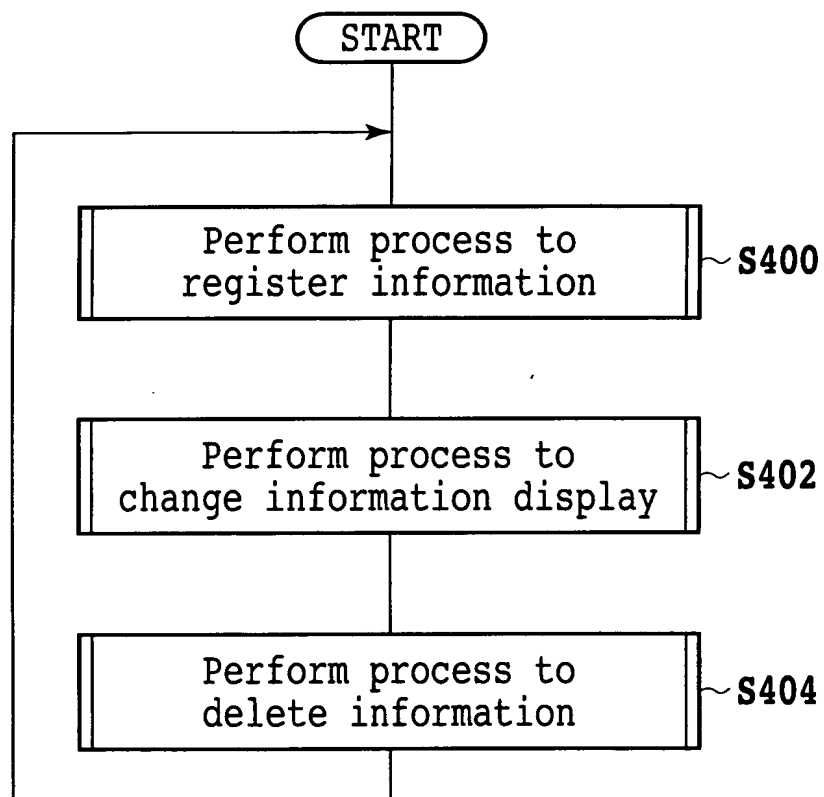 START
Perform process to
register information
S400
Perform process to
change information display
S402
Perform process to
delete information
S404